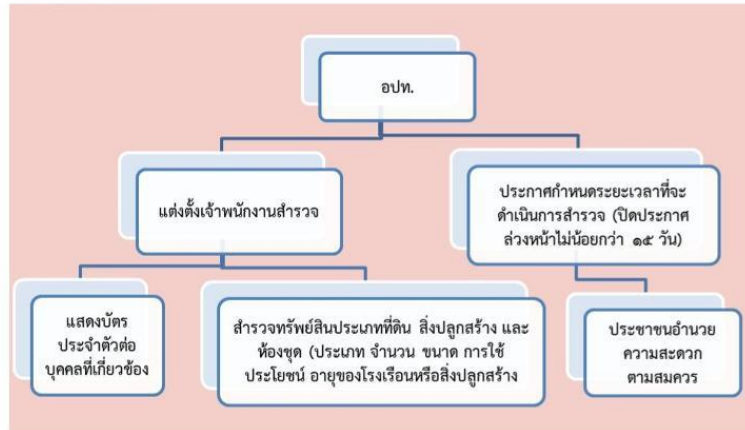 อปท.
แต่งตั้งเจ้าพนักงานสำรวจ
ประกาศกำหนดระยะเวลาที่จะ
ดำเนินการสำรวจ (ปิดประกาศ
ล่วงหน้าไม่น้อยกว่า ๑๕ วัน)
แสดงบัตร
ประจำตัวต่อ
บุคคลที่เกี่ยวข้อง
สำรวจทรัพย์สินประเภทที่ดิน สิ่งปลูกสร้าง และ
ห้องชุด (ประเภท จำนวน ขนาด การใช้
ประโยชน์ อายุของโรงเรือนหรือสิ่งปลูกสร้าง
ประชาชนอำนวย
ความสะดวก
ตามสมควร